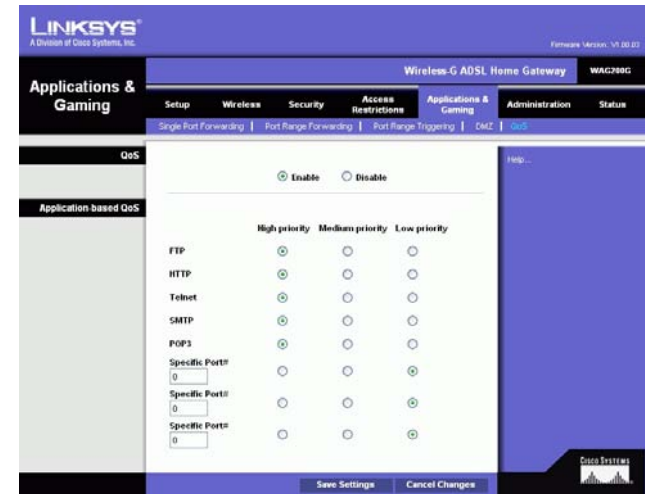 LINKSYS®
A Division of Cisco Systems, Inc.
Firmware Version: V1.00.03
Wireless-G ADSL Home Gateway WAG200G
Applications & Gaming
Setup Wireless Security Access Restrictions Applications & Gaming Administration Status
Single Port Forwarding | Port Range Forwarding | Port Range Triggering | DMZ | QoS
QoS
Enable Disable
Help...
Application-based QoS
High priority Medium priority Low priority
FTP
HTTP
Telnet
SMTP
POP3
Specific Port#
0
Specific Port#
0
Specific Port#
0
Save Settings Cancel Changes
CISCO SYSTEMS